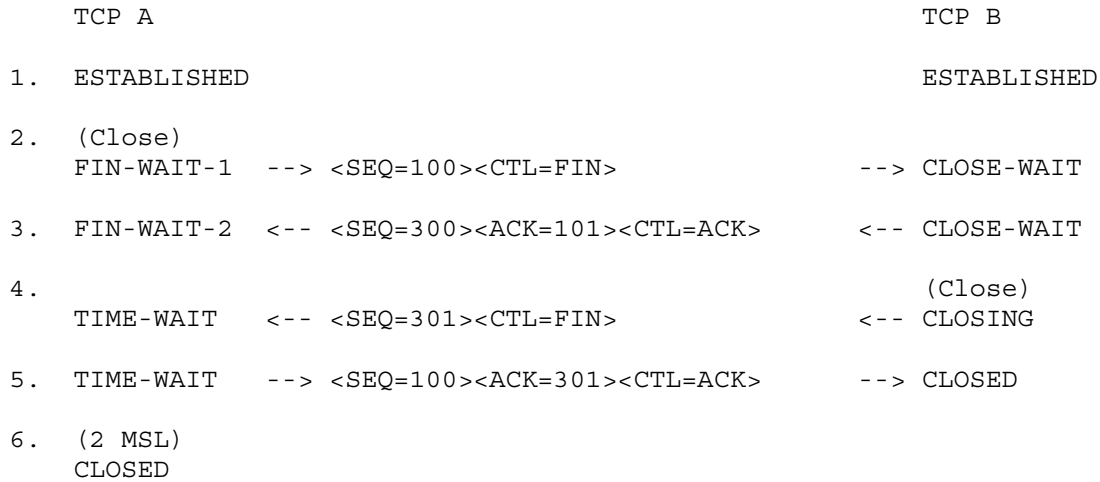 TCP A TCP B
1. ESTABLISHED ESTABLISHED
2. (Close)
FIN-WAIT-1 --> <SEQ=100><CTL=FIN> --> CLOSE-WAIT
3. FIN-WAIT-2 <-- <SEQ=300><ACK=101><CTL=ACK> <-- CLOSE-WAIT
4. (Close)
TIME-WAIT <-- <SEQ=301><CTL=FIN> <-- CLOSING
5. TIME-WAIT --> <SEQ=100><ACK=301><CTL=ACK> --> CLOSED
6. (2 MSL)
CLOSED